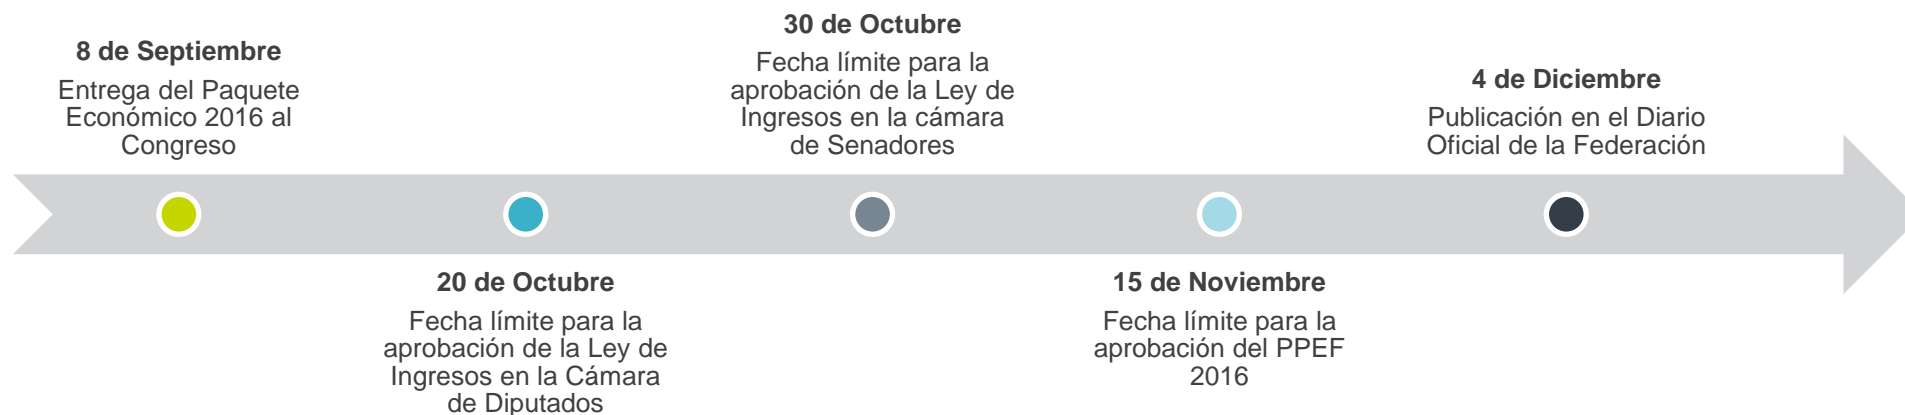 8 de Septiembre
Entrega del Paquete
Económico 2016 al
Congreso
20 de Octubre
Fecha límite para la
aprobación de la Ley de
Ingresos en la Cámara
de Diputados
30 de Octubre
Fecha límite para la
aprobación de la Ley de
Ingresos en la cámara
de Senadores
15 de Noviembre
Fecha límite para la
aprobación del PPEF
2016
4 de Diciembre
Publicación en el Diario
Oficial de la Federación